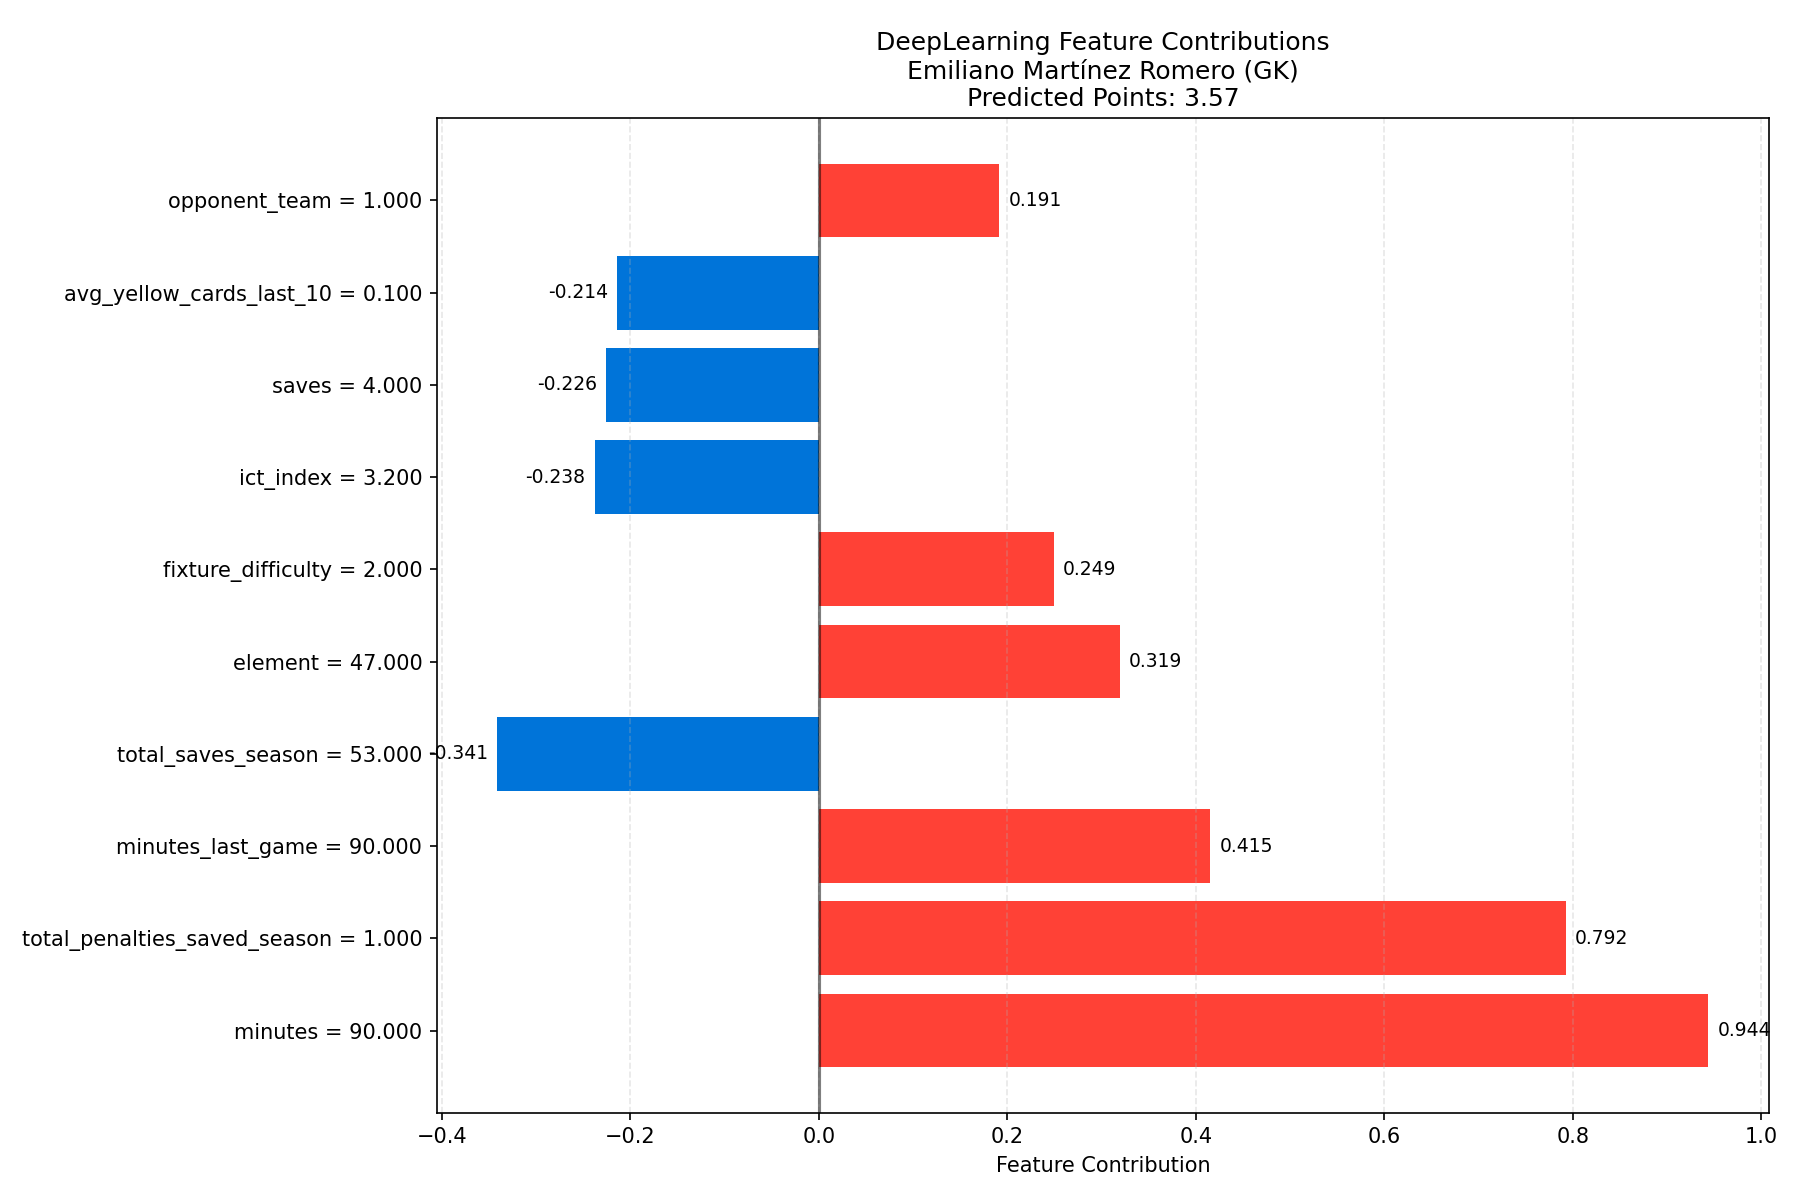 DeepLearning Feature Contributions
Emiliano Martínez Romero (GK)
Predicted Points: 3.57
opponent_team = 1.000
0.191
avg_yellow_cards_last_10 = 0.100
-0.214
saves = 4.000
-0.226
ict_index = 3.200
-0.238
fixture_difficulty = 2.000
0.249
element = 47.000
0.319
total_saves_season = 53.000
-0.341
minutes_last_game = 90.000
0.415
total_penalties_saved_season = 1.000
0.792
minutes = 90.000
0.944
−0.4 −0.2 0.0 0.2 0.4 0.6 0.8 1.0
Feature Contribution